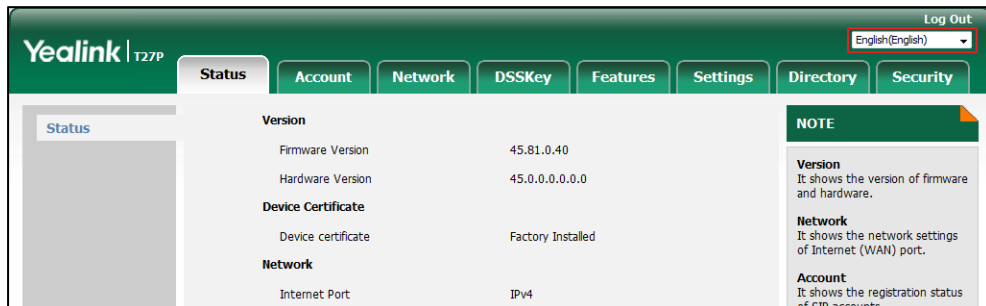 Log Out
English(English)
Yealink T27P
Status Account Network DSSKey Features Settings Directory Security
Status
Version
Firmware Version 45.81.0.40
Hardware Version 45.0.0.0.0.0.0
Device Certificate
Device certificate Factory Installed
Network
Internet Port IPv4
NOTE
Version
It shows the version of firmware
and hardware.
Network
It shows the network settings
of Internet (WAN) port.
Account
It shows the registration status
of SIP accounts.